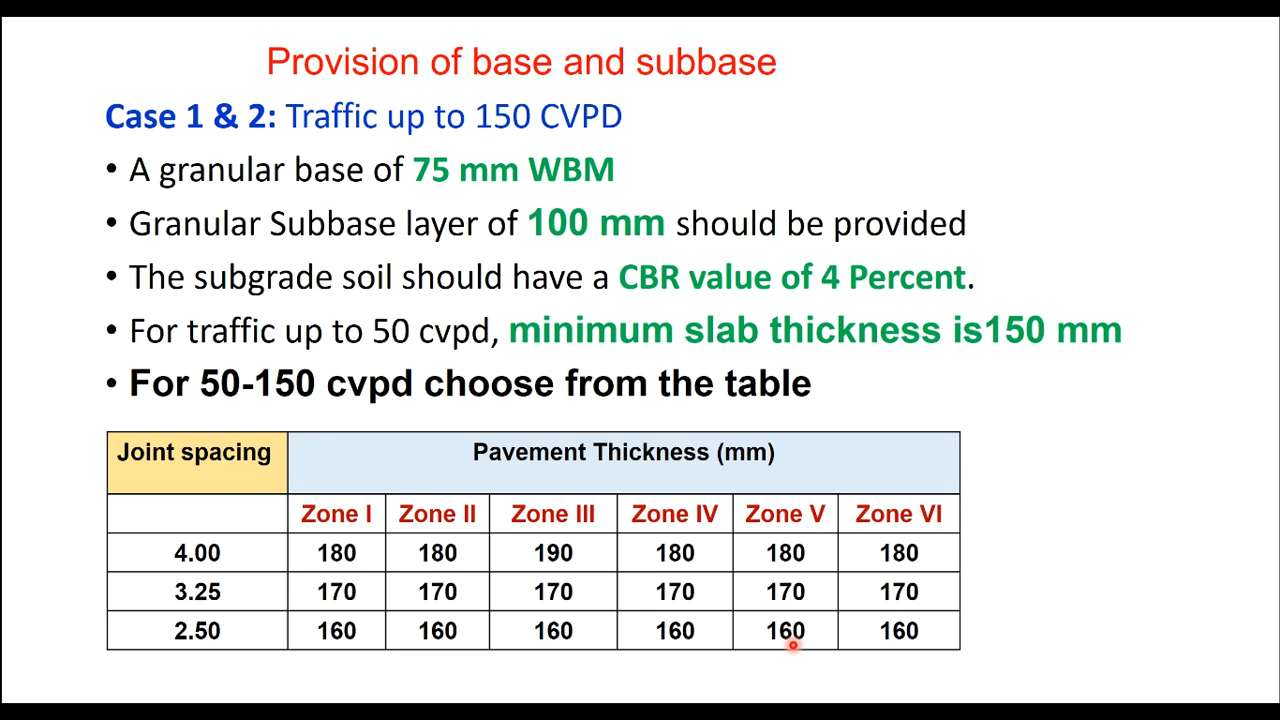 Provision of base and subbase
Case 1 & 2: Traffic up to 150 CVPD
• A granular base of 75 mm WBM
• Granular Subbase layer of 100 mm should be provided
• The subgrade soil should have a CBR value of 4 Percent.
• For traffic up to 50 cvpd, minimum slab thickness is150 mm
• For 50-150 cvpd choose from the table
Joint spacing Pavement Thickness (mm)
Zone I Zone II Zone III Zone IV Zone V Zone VI
4.00 180 180 190 180 180 180
3.25 170 170 170 170 170 170
2.50 160 160 160 160 160 160